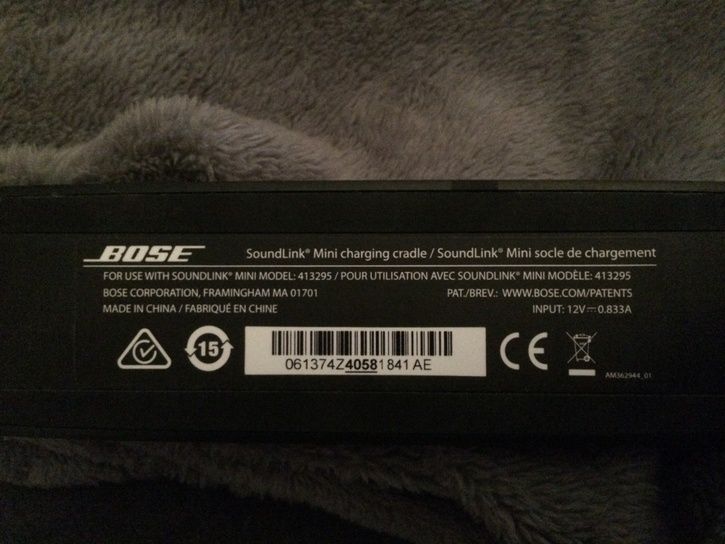 BOSE SoundLink® Mini charging cradle / SoundLink® Mini socle de chargement
FOR USE WITH SOUNDLINK® MINI MODEL: 413295 / POUR UTILISATION AVEC SOUNDLINK® MINI MODÈLE: 413295
BOSE CORPORATION, FRAMINGHAM MA 01701 PAT./BREV.: WWW.BOSE.COM/PATENTS
MADE IN CHINA / FABRIQUÉ EN CHINE INPUT: 12V⎓0.833A
15
061374Z40581841AE
CE
AM362944_01